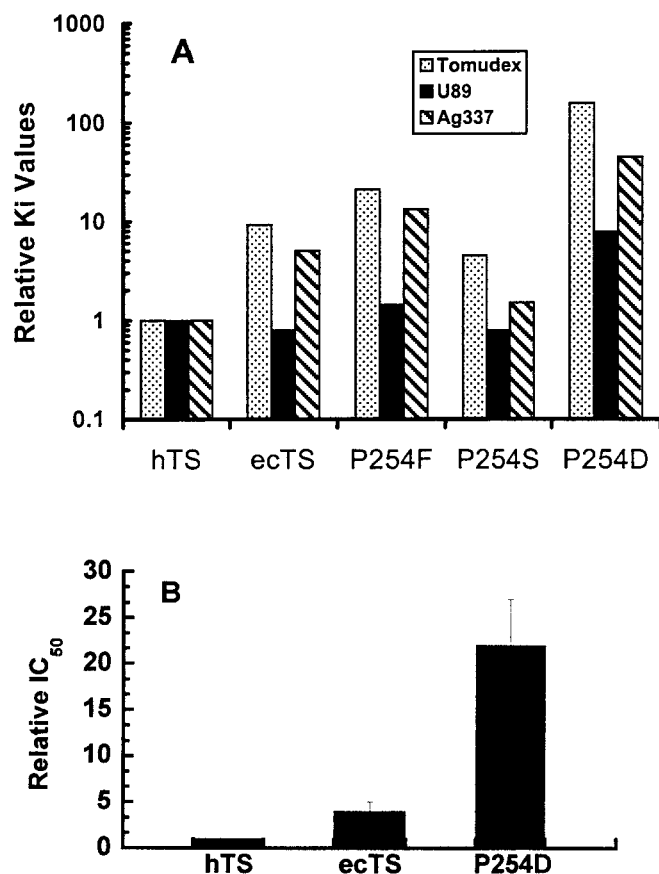 A
Tomudex
U89
Ag337
Relative Ki Values
1000
100
10
1
0.1
hTS ecTS P254F P254S P254D
B
Relative IC50
30
25
20
15
10
5
0
hTS ecTS P254D